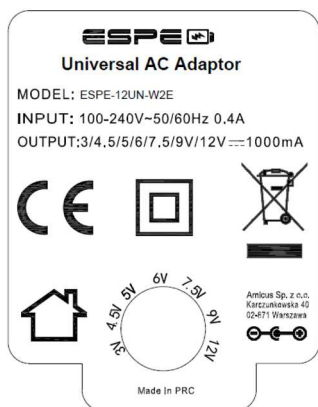 ESPE
Universal AC Adaptor
MODEL: ESPE-12UN-W2E
INPUT: 100-240V~50/60Hz 0.4A
OUTPUT:3/4.5/5/6/7.5/9V/12V⎓1000mA
CE
3V 4.5V 5V 6V 7.5V 9V 12V
Amicus Sp. z o.o.
Karczunkowska 40
02-871 Warszawa
Made In PRC